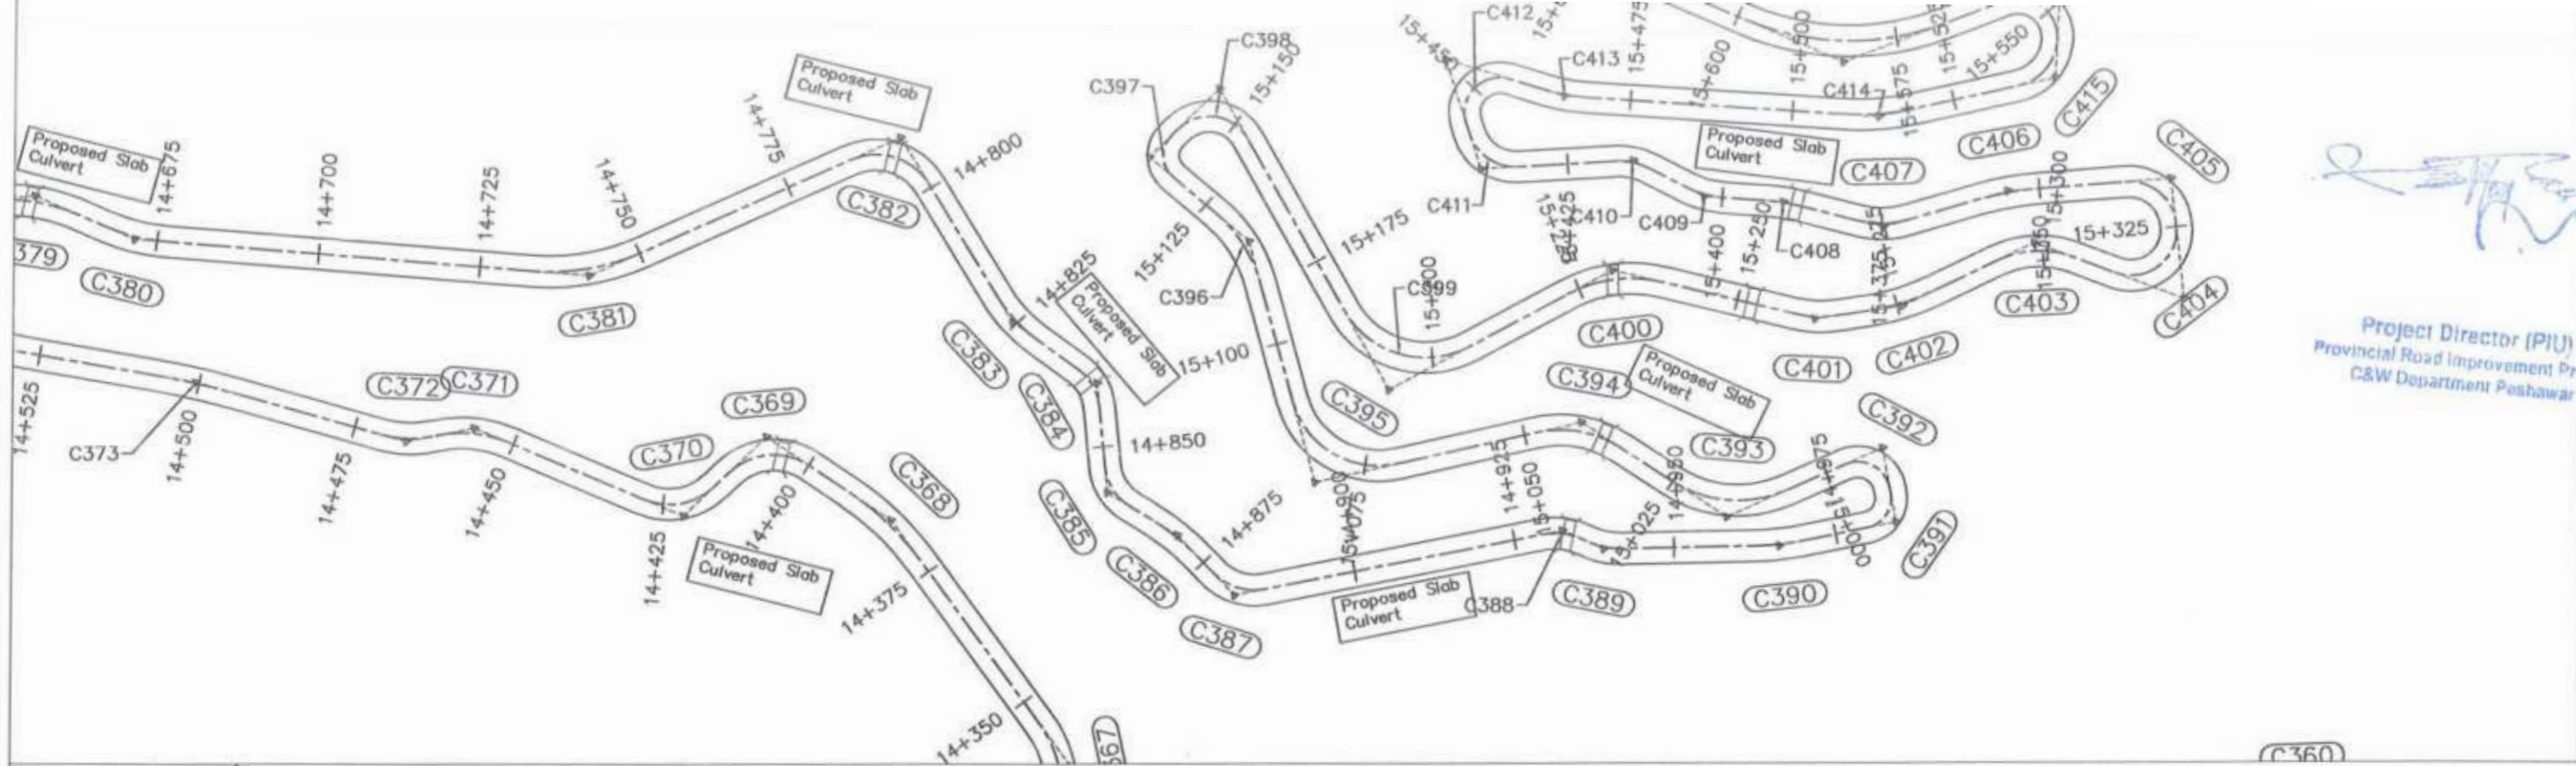 C412
15+475
15+500
15+525
C398
15+150
15+450
C413
15+600
15+550
C397
C414
15+575
C415
Proposed Slab
Culvert
14+775
Proposed Slab
Culvert
14+675
14+700
14+725
14+750
14+800
C382
Proposed Slab
Culvert
C407
C406
C405
15+300
379
C380
C381
15+125
C396
15+175
C411
15+425
C410
C409
15+400
15+250
C408
15+325
C399
14+825
Proposed Slab
Culvert
15+100
C400
C403
C404
15+375
C401
C402
C383
C384
14+525
C373
14+500
C372
C371
C369
C370
14+475
14+450
14+425
14+400
C368
14+850
C395
C394
Proposed Slab
Culvert
C393
C392
14+925
15+050
14+950
14+975
14+875
15+075
15+025
15+000
C391
C385
C386
C387
Proposed Slab
Culvert
C388
C389
C390
Proposed Slab
Culvert
14+375
14+350
367
C360
Project Director (PIU)
Provincial Road Improvement Pr
C&W Department Peshawar